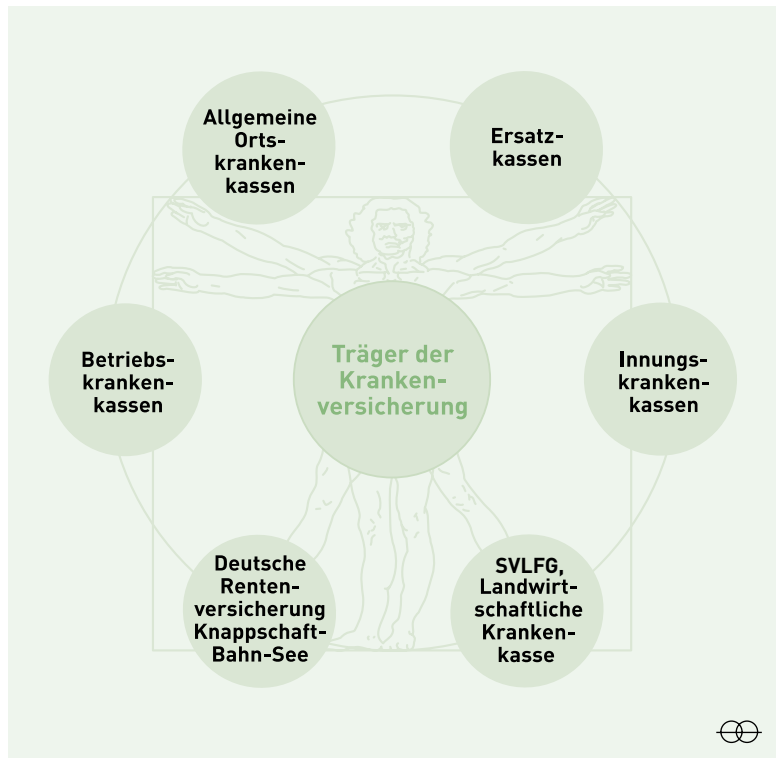 Allgemeine
Orts-
kranken-
kassen
Ersatz-
kassen
Betriebs-
kranken-
kassen
Träger der
Kranken-
versicherung
Innungs-
kranken-
kassen
Deutsche
Renten-
versicherung
Knappschaft-
Bahn-See
SVLFG,
Landwirt-
schaftliche
Kranken-
kasse